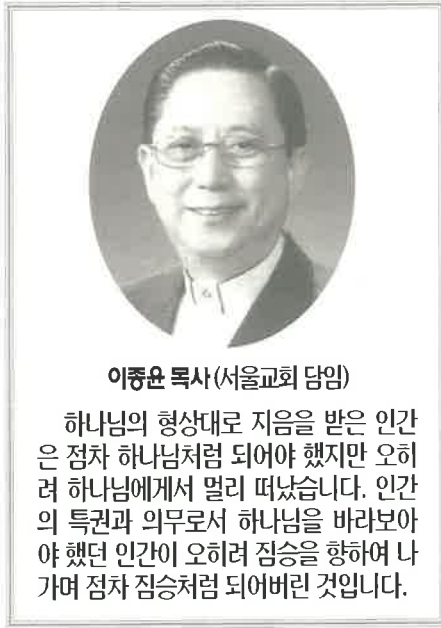 이종윤 목사 (서울교회 담임)
하나님의 형상대로 지음을 받은 인간
은 점차 하나님처럼 되어야 했지만 오히
려 하나님에게서 멀리 떠났습니다. 인간
의 특권과 의무로서 하나님을 바라보아
야 했던 인간이 오히려 짐승을 향하여 나
가며 점차 짐승처럼 되어버린 것입니다.